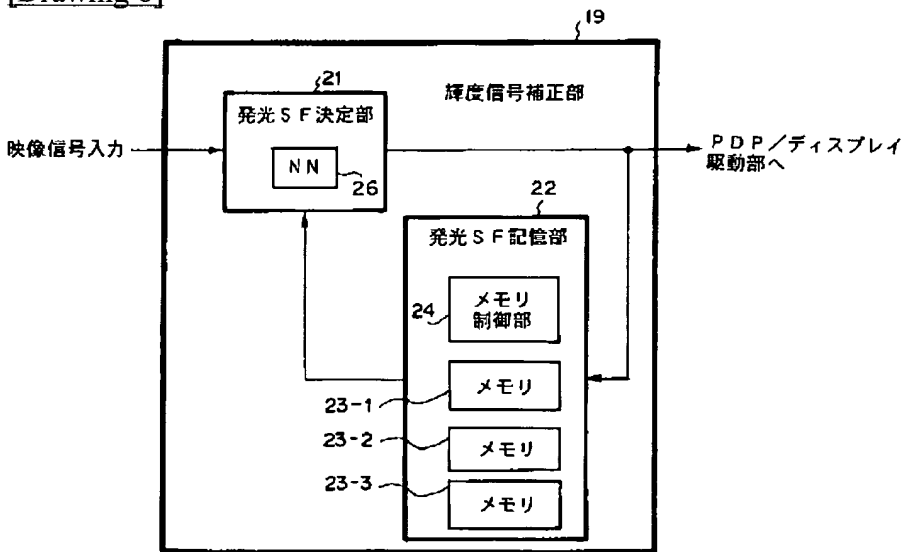 19
21
輝度信号補正部
発光SF決定部
映像信号入力
PDP/ディスプレイ
駆動部へ
NN
26
22
発光SF記憶部
メモリ
制御部
24
メモリ
23-1
メモリ
23-2
メモリ
23-3